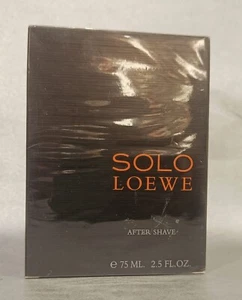 SOLO
LOEWE
AFTER SHAVE
℮ 75 ML. 2.5 FL.OZ.